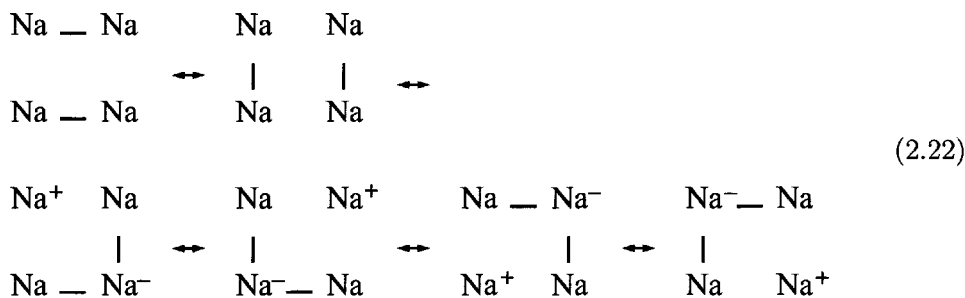 Na — Na Na Na
↔ | | ↔
Na — Na Na Na
(2.22)
Na⁺ Na Na Na⁺ Na — Na⁻ Na⁻ — Na
| ↔ | ↔ | ↔ |
Na — Na⁻ Na⁻ — Na Na⁺ Na Na Na⁺